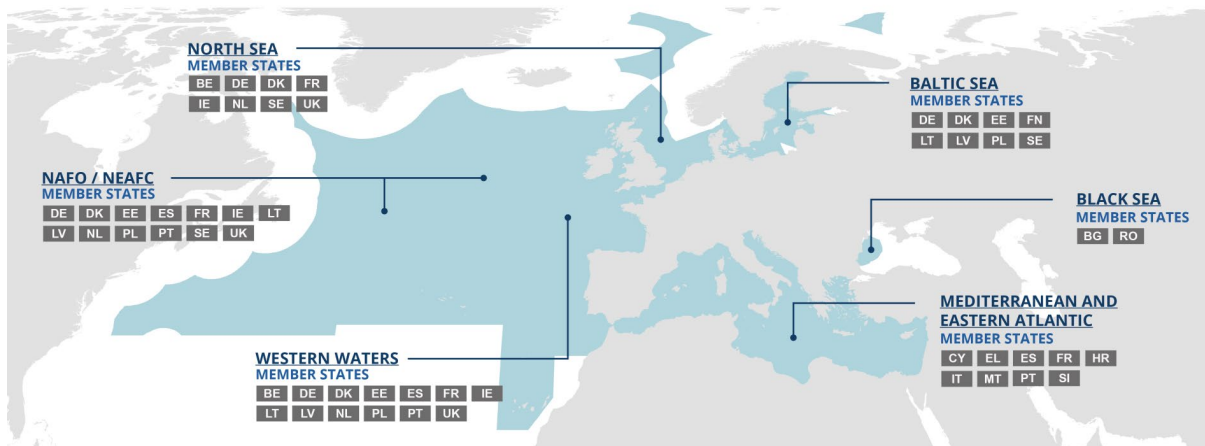 NORTH SEA
MEMBER STATES
BE DE DK FR
IE NL SE UK
BALTIC SEA
MEMBER STATES
DE DK EE FN
LT LV PL SE
NAFO / NEAFC
MEMBER STATES
DE DK EE ES FR IE LT
LV NL PL PT SE UK
BLACK SEA
MEMBER STATES
BG RO
MEDITERRANEAN AND
EASTERN ATLANTIC
MEMBER STATES
CY EL ES FR HR
IT MT PT SI
WESTERN WATERS
MEMBER STATES
BE DE DK EE ES FR IE
LT LV NL PL PT UK